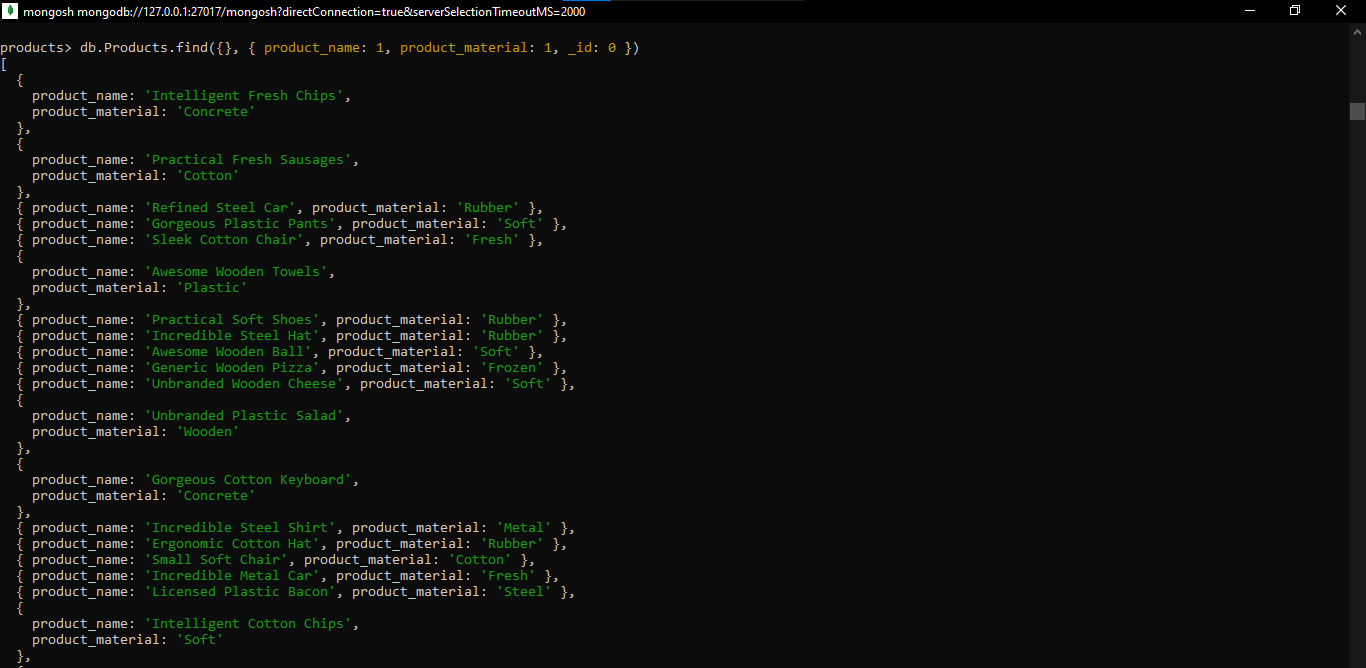 mongosh mongodb://127.0.0.1:27017/mongosh?directConnection=true&serverSelectionTimeoutMS=2000
products> db.Products.find({}, { product_name: 1, product_material: 1, _id: 0 })
[
  {
    product_name: 'Intelligent Fresh Chips',
    product_material: 'Concrete'
  },
  {
    product_name: 'Practical Fresh Sausages',
    product_material: 'Cotton'
  },
  { product_name: 'Refined Steel Car', product_material: 'Rubber' },
  { product_name: 'Gorgeous Plastic Pants', product_material: 'Soft' },
  { product_name: 'Sleek Cotton Chair', product_material: 'Fresh' },
  {
    product_name: 'Awesome Wooden Towels',
    product_material: 'Plastic'
  },
  { product_name: 'Practical Soft Shoes', product_material: 'Rubber' },
  { product_name: 'Incredible Steel Hat', product_material: 'Rubber' },
  { product_name: 'Awesome Wooden Ball', product_material: 'Soft' },
  { product_name: 'Generic Wooden Pizza', product_material: 'Frozen' },
  { product_name: 'Unbranded Wooden Cheese', product_material: 'Soft' },
  {
    product_name: 'Unbranded Plastic Salad',
    product_material: 'Wooden'
  },
  {
    product_name: 'Gorgeous Cotton Keyboard',
    product_material: 'Concrete'
  },
  { product_name: 'Incredible Steel Shirt', product_material: 'Metal' },
  { product_name: 'Ergonomic Cotton Hat', product_material: 'Rubber' },
  { product_name: 'Small Soft Chair', product_material: 'Cotton' },
  { product_name: 'Incredible Metal Car', product_material: 'Fresh' },
  { product_name: 'Licensed Plastic Bacon', product_material: 'Steel' },
  {
    product_name: 'Intelligent Cotton Chips',
    product_material: 'Soft'
  },
  {